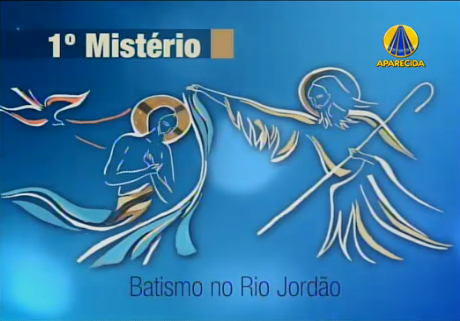 1º Mistério
APARECIDA
Batismo no Rio Jordão